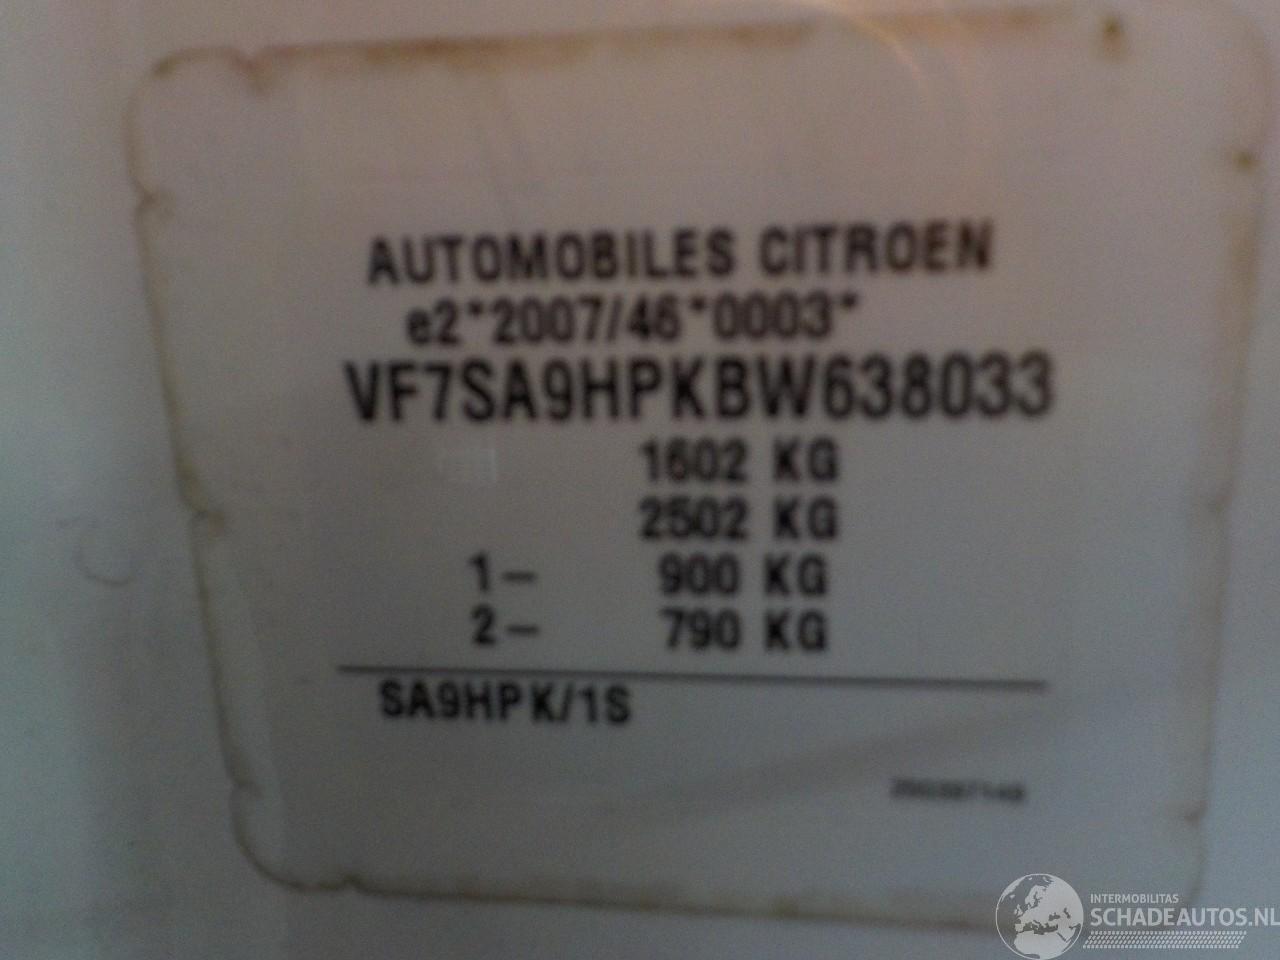 AUTOMOBILES CITROEN
e2*2007/46*0003*
VF7SA9HPKBW638033
1602 KG
2502 KG
1- 900 KG
2- 790 KG
SA9HPK/1S
INTERMOBILITAS
SCHADEAUTOS.NL